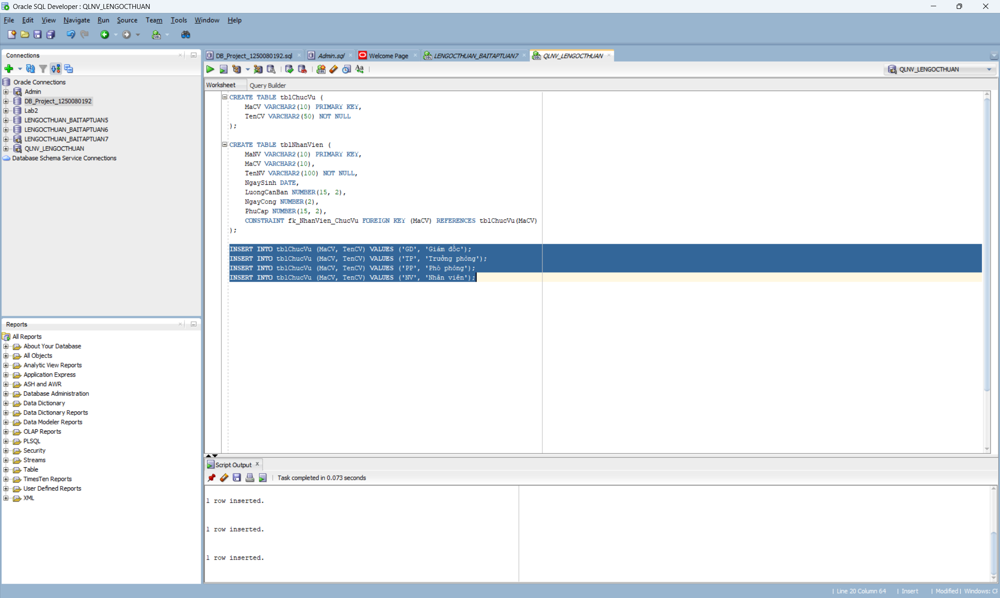 Oracle SQL Developer : QLNV_LENGOCTHUAN
File Edit View Navigate Run Source Team Tools Window Help
Connections
Oracle Connections
Admin
DB_Project_1250080192
Lab2
LENGOCTHUAN_BAITAPTUAN5
LENGOCTHUAN_BAITAPTUAN6
LENGOCTHUAN_BAITAPTUAN7
QLNV_LENGOCTHUAN
Database Schema Service Connections
Reports
All Reports
About Your Database
All Objects
Analytic View Reports
Application Express
ASH and AWR
Database Administration
Data Dictionary
Data Dictionary Reports
Data Modeler Reports
OLAP Reports
PLSQL
Security
Streams
Table
TimesTen Reports
User Defined Reports
XML
DB_Project_1250080192.sql Admin.sql Welcome Page LENGOCTHUAN_BAITAPTUAN7 QLNV_LENGOCTHUAN
QLNV_LENGOCTHUAN
Worksheet Query Builder
CREATE TABLE tblChucVu (
MaCV VARCHAR2(10) PRIMARY KEY,
TenCV VARCHAR2(50) NOT NULL
);
CREATE TABLE tblNhanVien (
MaNV VARCHAR2(10) PRIMARY KEY,
MaCV VARCHAR2(10),
TenNV VARCHAR2(100) NOT NULL,
NgaySinh DATE,
LuongCanBan NUMBER(15, 2),
NgayCong NUMBER(2),
PhuCap NUMBER(15, 2),
CONSTRAINT fk_NhanVien_ChucVu FOREIGN KEY (MaCV) REFERENCES tblChucVu(MaCV)
);
INSERT INTO tblChucVu (MaCV, TenCV) VALUES ('GD', 'Giám đốc');
INSERT INTO tblChucVu (MaCV, TenCV) VALUES ('TP', 'Trưởng phòng');
INSERT INTO tblChucVu (MaCV, TenCV) VALUES ('PP', 'Phó phòng');
INSERT INTO tblChucVu (MaCV, TenCV) VALUES ('NV', 'Nhân viên');
Script Output
Task completed in 0.073 seconds
1 row inserted.
1 row inserted.
1 row inserted.
Line 20 Column 64 | Insert | Modified | Windows: